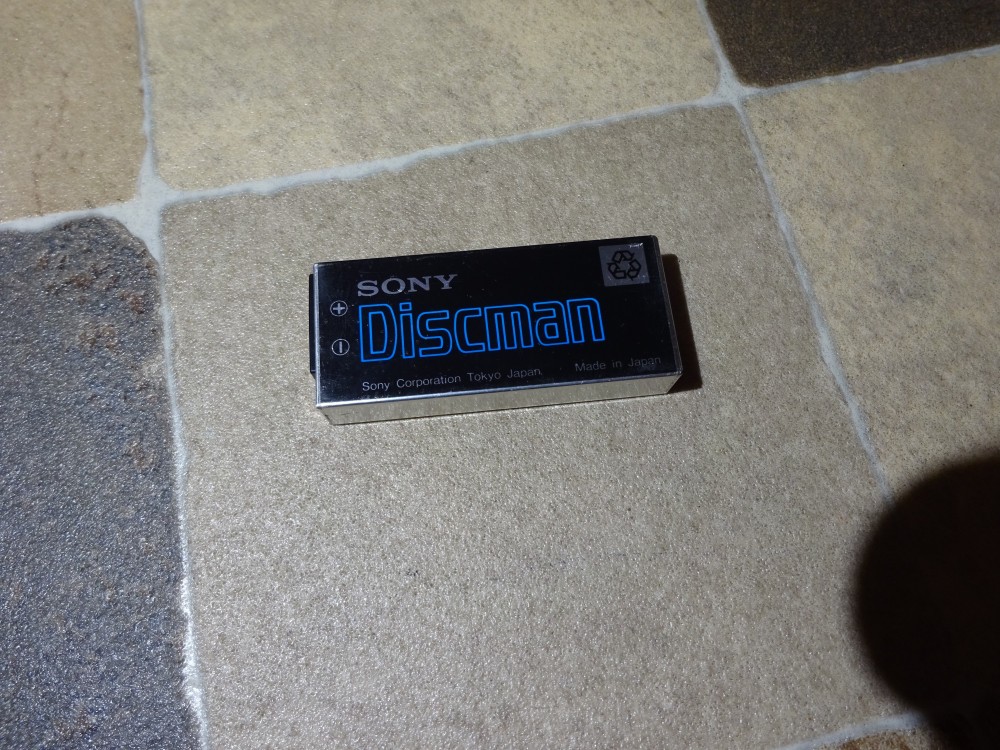 SONY
Discman
Sony Corporation Tokyo Japan. Made in Japan